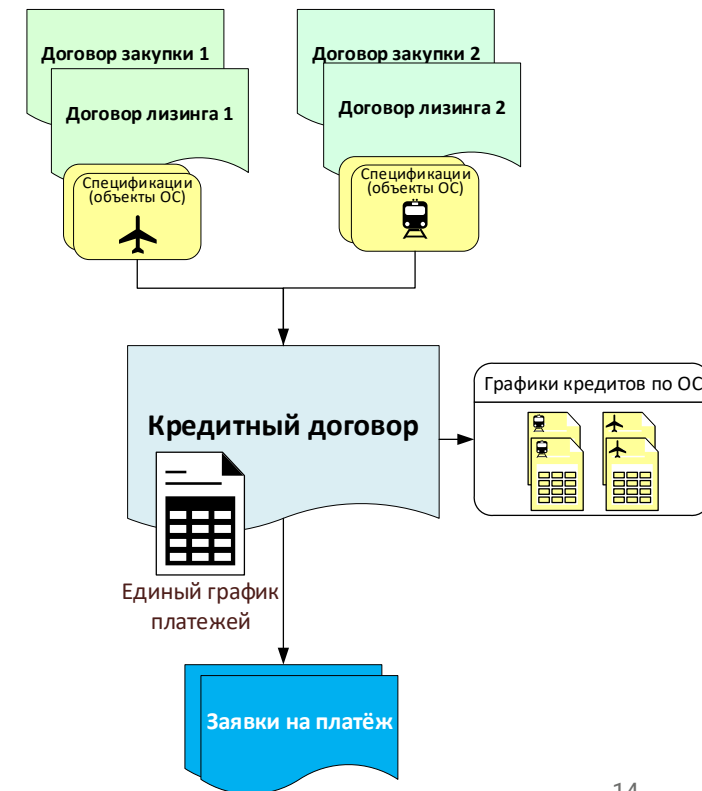 Договор закупки 1
Договор закупки 2
Договор лизинга 1
Договор лизинга 2
Спецификации
(объекты ОС)
Спецификации
(объекты ОС)
Кредитный договор
Графики кредитов по ОС
Единый график
платежей
Заявки на платёж
14